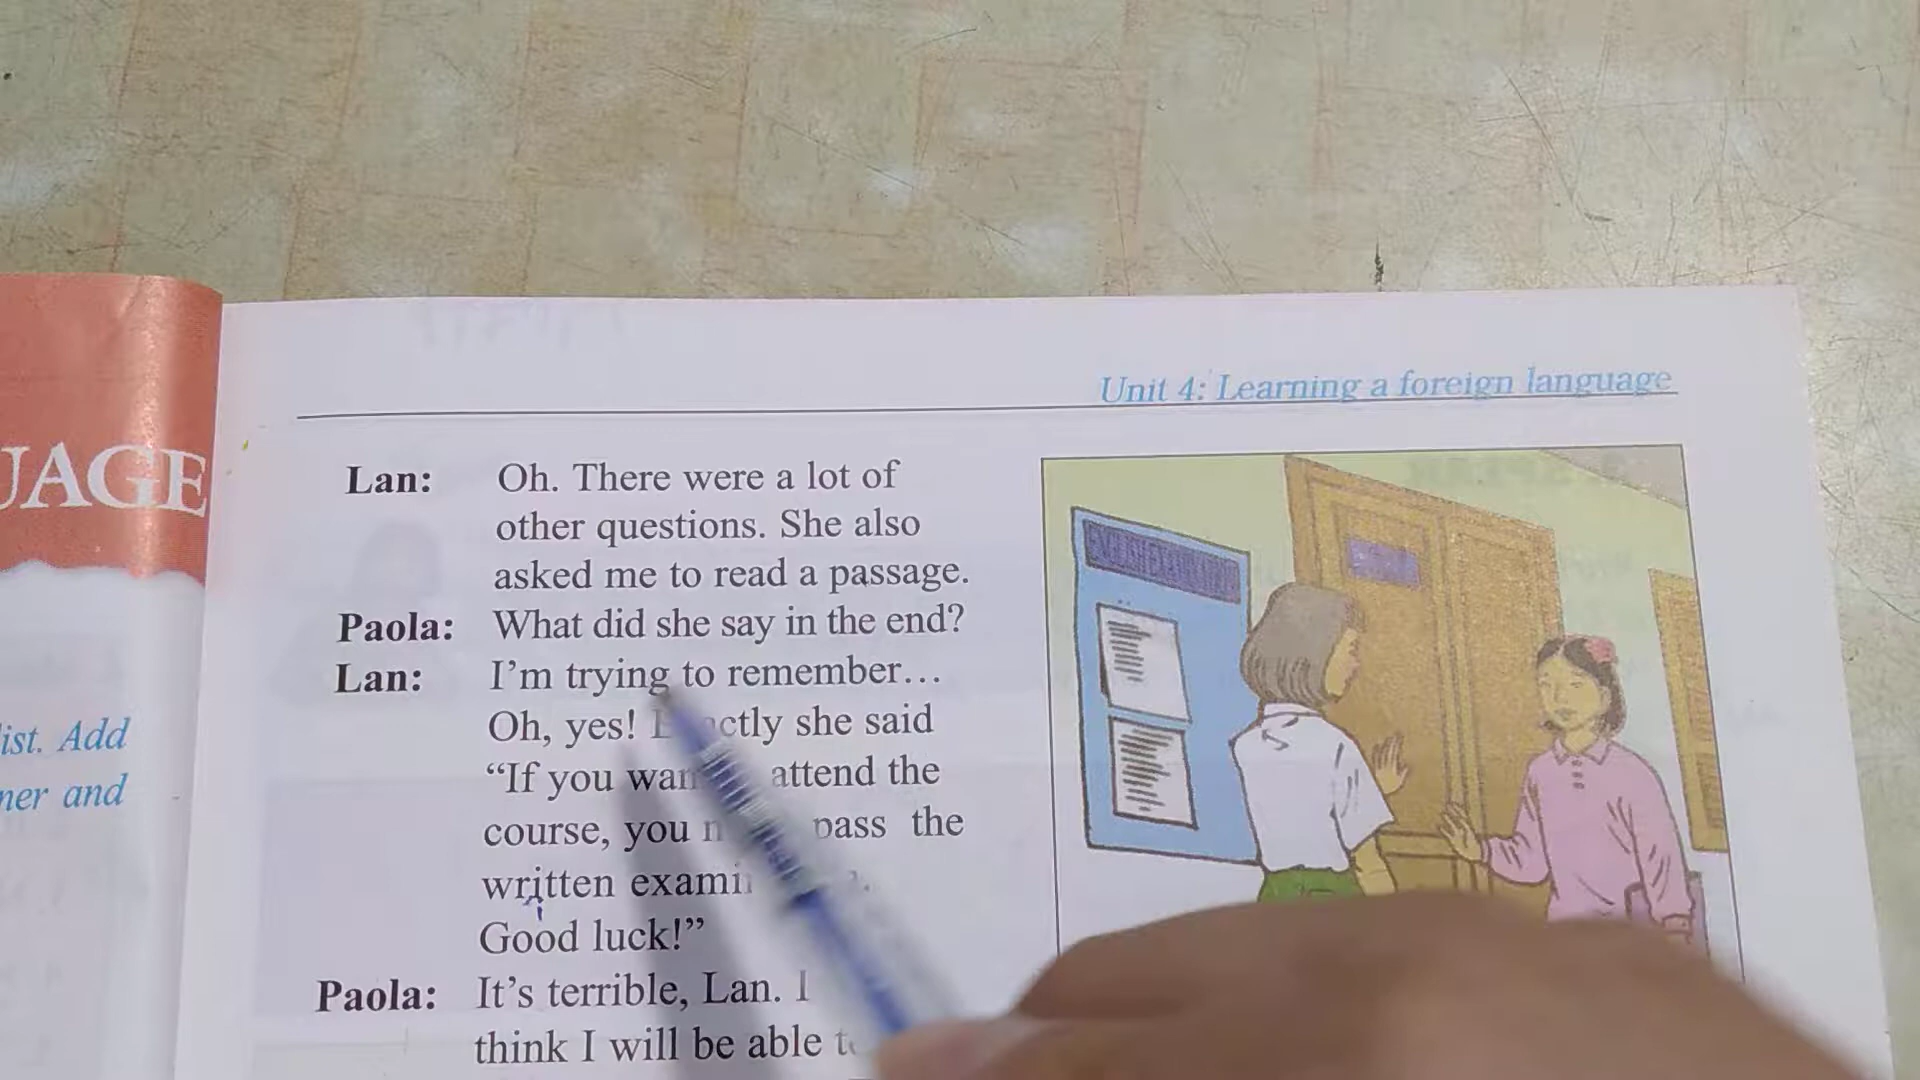 UAGE
ist. Add
ner and
Unit 4: Learning a foreign language
Lan: Oh. There were a lot of
other questions. She also
asked me to read a passage.
Paola: What did she say in the end?
Lan: I'm trying to remember…
Oh, yes! she said
“If you attend the
course, you pass the
written
Good luck!”
Paola: It's terrible, Lan. I
think I will be able